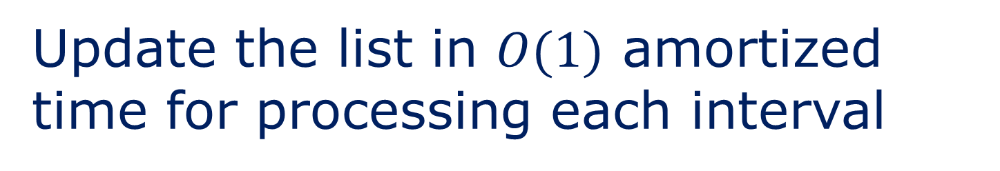 Update the list in 𝑂(1) amortized
time for processing each interval